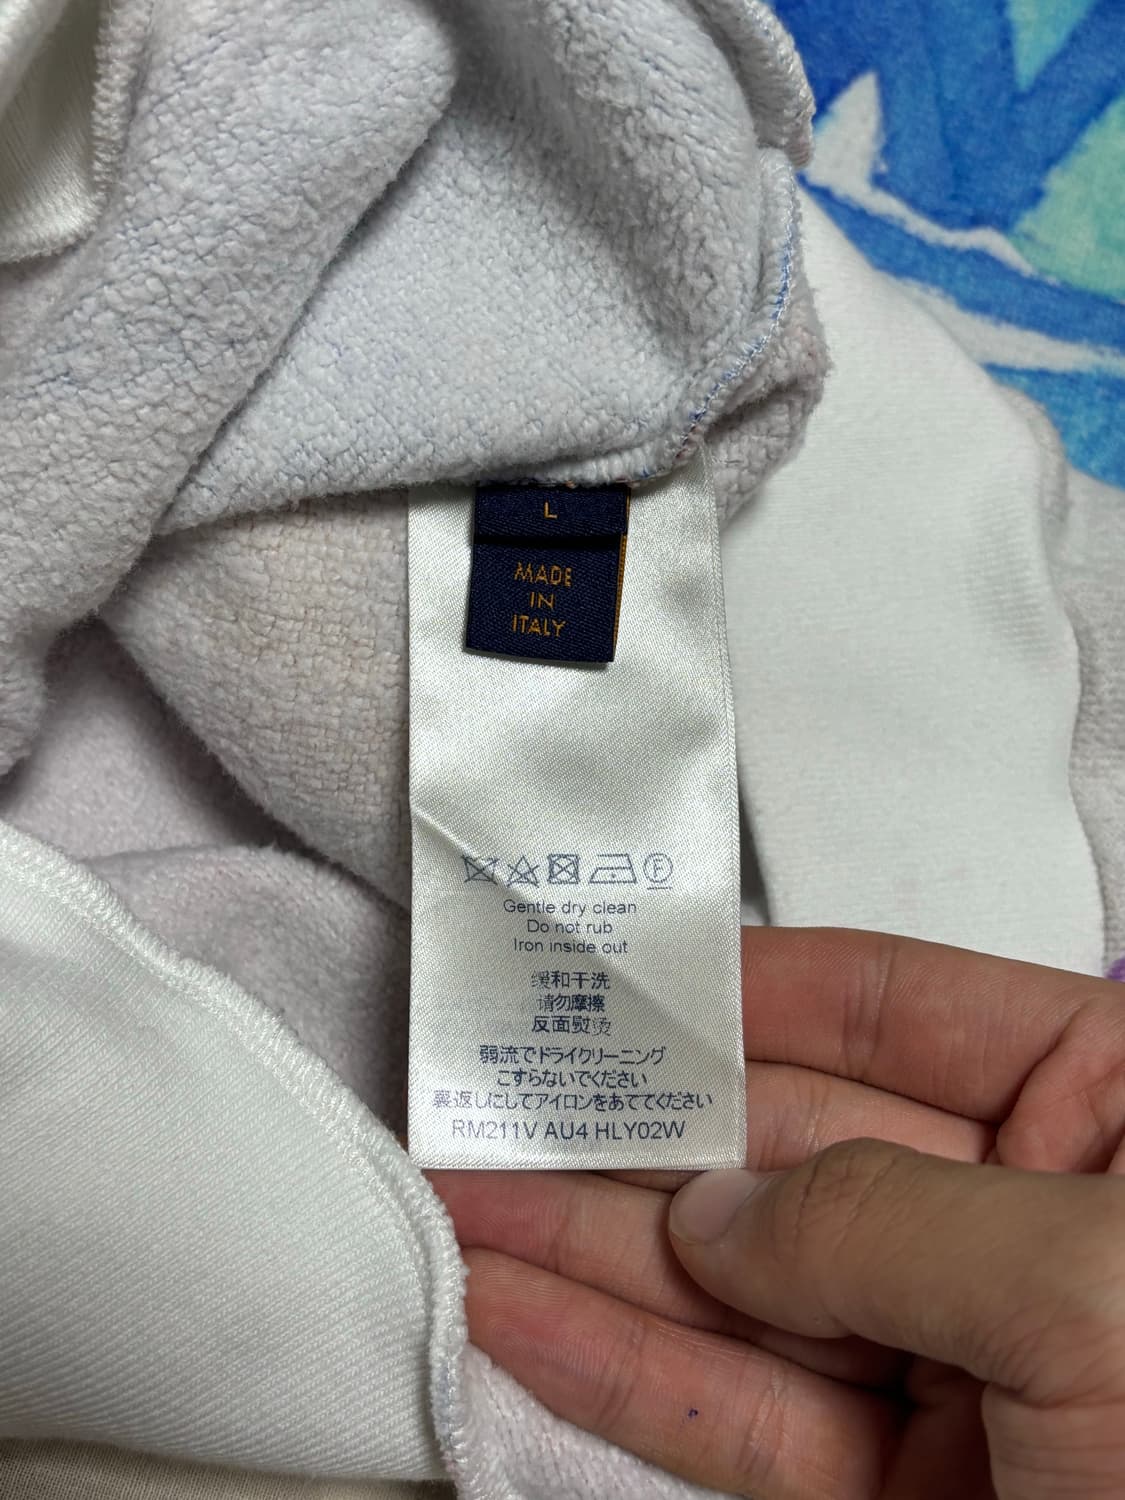 L
MADE
IN
ITALY
F
Gentle dry clean
Do not rub
Iron inside out
缓和干洗
请勿摩擦
反面熨烫
弱流でドライクリーニング
こすらないでください
裏返しにしてアイロンをあててください
RM211V AU4 HLY02W